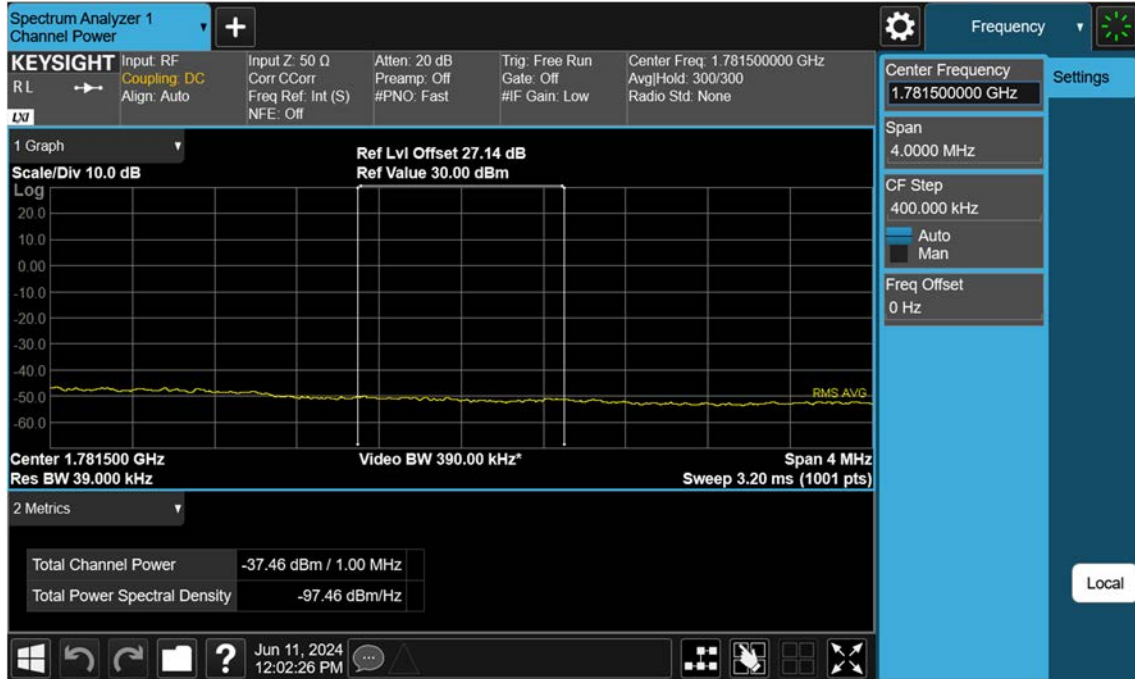 Spectrum Analyzer 1
Channel Power
+
Frequency
KEYSIGHT
RL
LXI
Input: RF
Coupling: DC
Align: Auto
Input Z: 50 Ω
Corr CCorr
Freq Ref: Int (S)
NFE: Off
Atten: 20 dB
Preamp: Off
#PNO: Fast
Trig: Free Run
Gate: Off
#IF Gain: Low
Center Freq: 1.781500000 GHz
Avg|Hold: 300/300
Radio Std: None
1 Graph
Scale/Div 10.0 dB
Ref Lvl Offset 27.14 dB
Ref Value 30.00 dBm
Log
20.0
10.0
0.00
-10.0
-20.0
-30.0
-40.0
-50.0
-60.0
RMS AVG
Center 1.781500 GHz
Video BW 390.00 kHz*
Span 4 MHz
Res BW 39.000 kHz
Sweep 3.20 ms (1001 pts)
2 Metrics
Total Channel Power -37.46 dBm / 1.00 MHz
Total Power Spectral Density -97.46 dBm/Hz
?
Jun 11, 2024
12:02:26 PM
Center Frequency
1.781500000 GHz
Settings
Span
4.0000 MHz
CF Step
400.000 kHz
Auto
Man
Freq Offset
0 Hz
Local